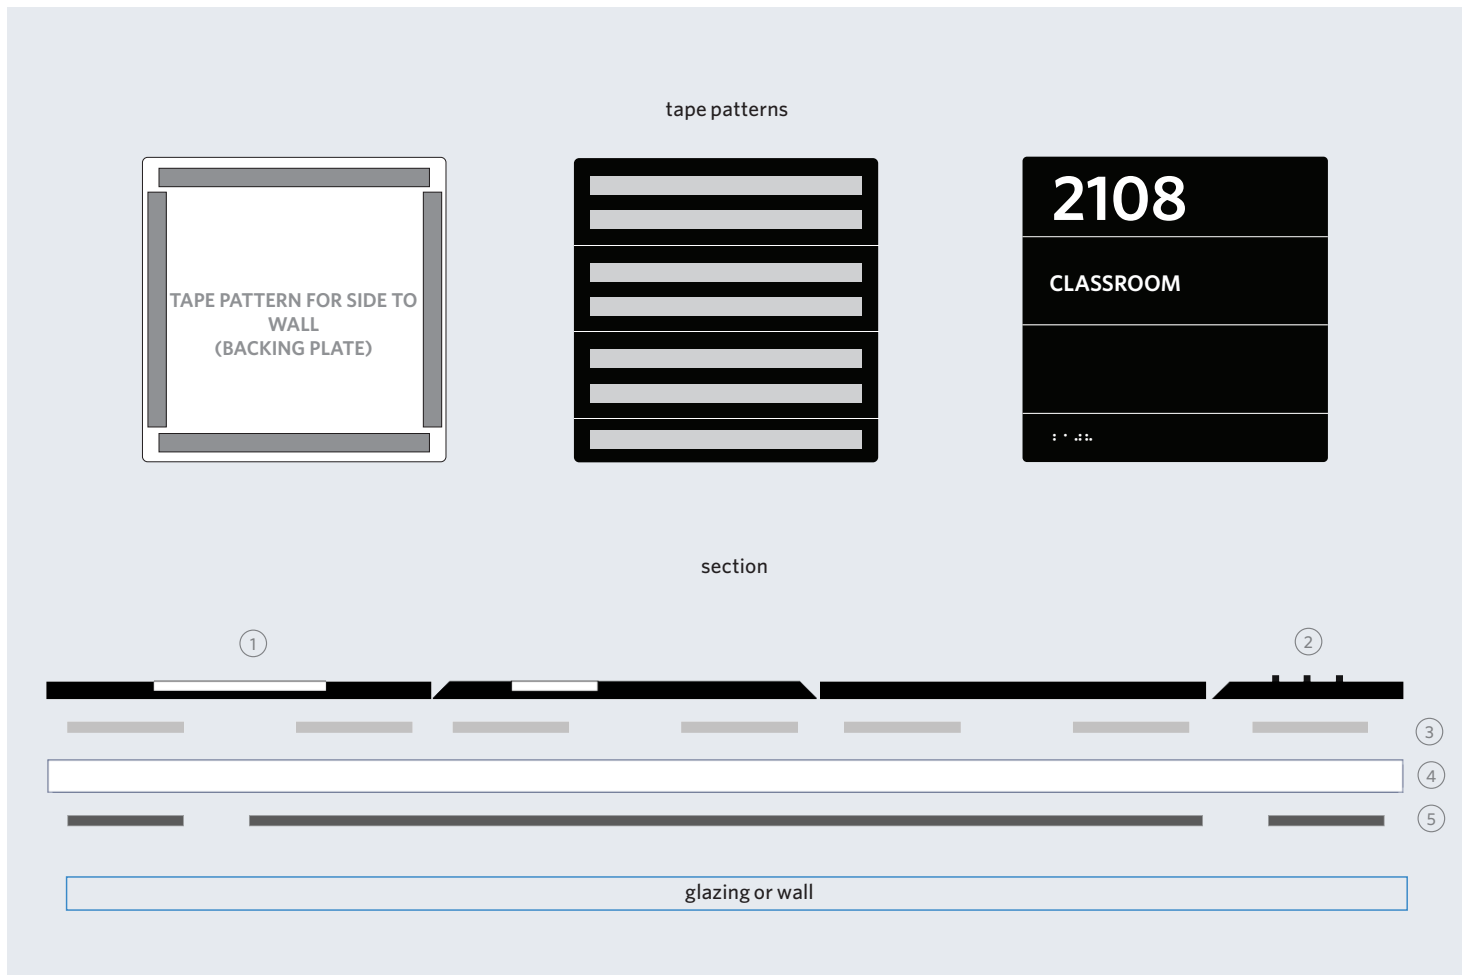 tape patterns
TAPE PATTERN FOR SIDE TO
WALL
(BACKING PLATE)
2108
CLASSROOM
section
1
2
3
4
5
glazing or wall